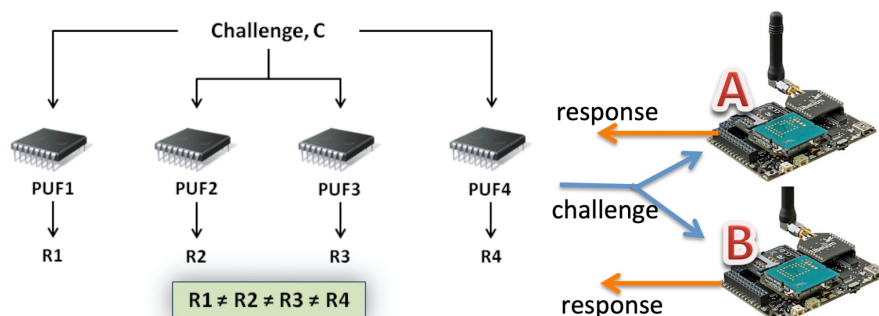 Challenge, C
PUF1
PUF2
PUF3
PUF4
R1
R2
R3
R4
R1 ≠ R2 ≠ R3 ≠ R4
A
response
challenge
B
response